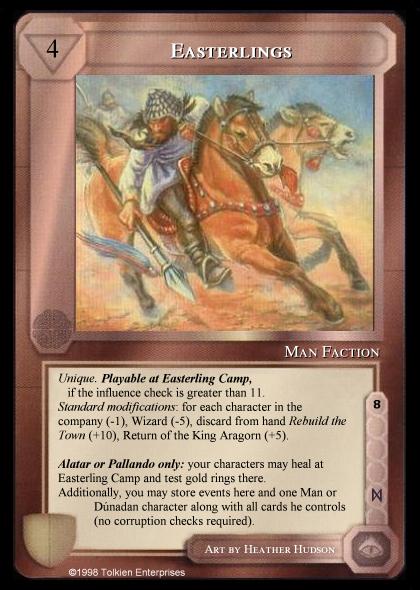 4
EASTERLINGS
MAN FACTION
Unique. Playable at Easterling Camp,
if the influence check is greater than 11.
Standard modifications: for each character in the
company (-1), Wizard (-5), discard from hand Rebuild the
Town (+10), Return of the King Aragorn (+5).
8
Alatar or Pallando only: your characters may heal at
Easterling Camp and test gold rings there.
Additionally, you may store events here and one Man or
Dúnadan character along with all cards he controls
(no corruption checks required).
ART BY HEATHER HUDSON
©1998 Tolkien Enterprises